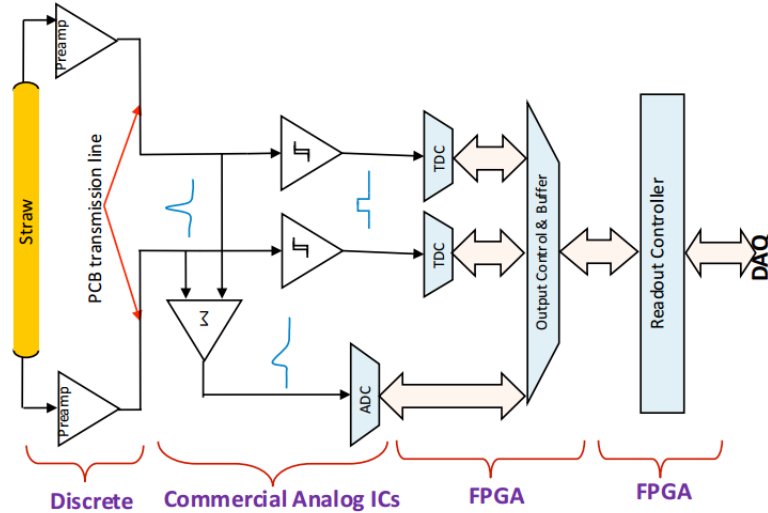 Preamp
Straw
PCB transmission line
Preamp
Σ
TDC
TDC
ADC
Output Control & Buffer
Readout Controller
DAQ
Discrete
Commercial Analog ICs
FPGA
FPGA